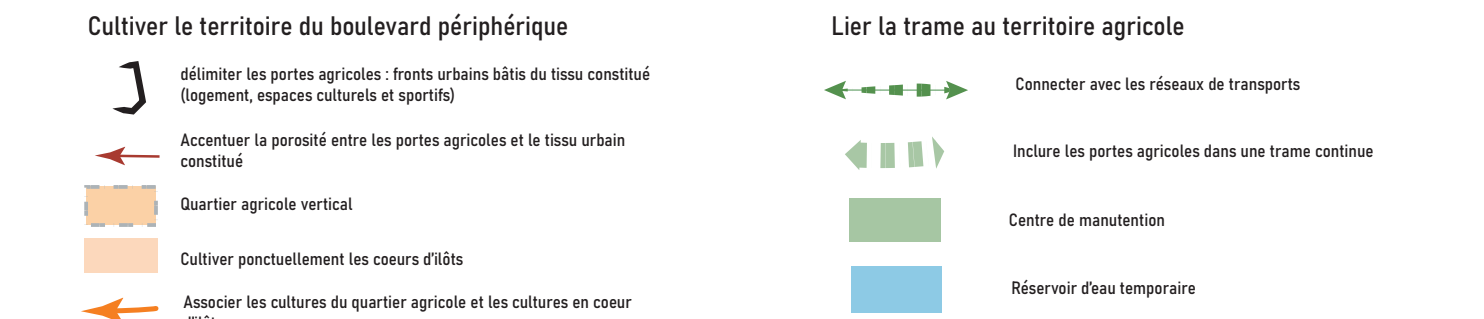 Cultiver le territoire du boulevard périphérique
délimiter les portes agricoles : fronts urbains bâtis du tissu constitué
(logement, espaces culturels et sportifs)
Accentuer la porosité entre les portes agricoles et le tissu urbain
constitué
Quartier agricole vertical
Cultiver ponctuellement les coeurs d'ilôts
Associer les cultures du quartier agricole et les cultures en coeur
Lier la trame au territoire agricole
Connecter avec les réseaux de transports
Inclure les portes agricoles dans une trame continue
Centre de manutention
Réservoir d'eau temporaire